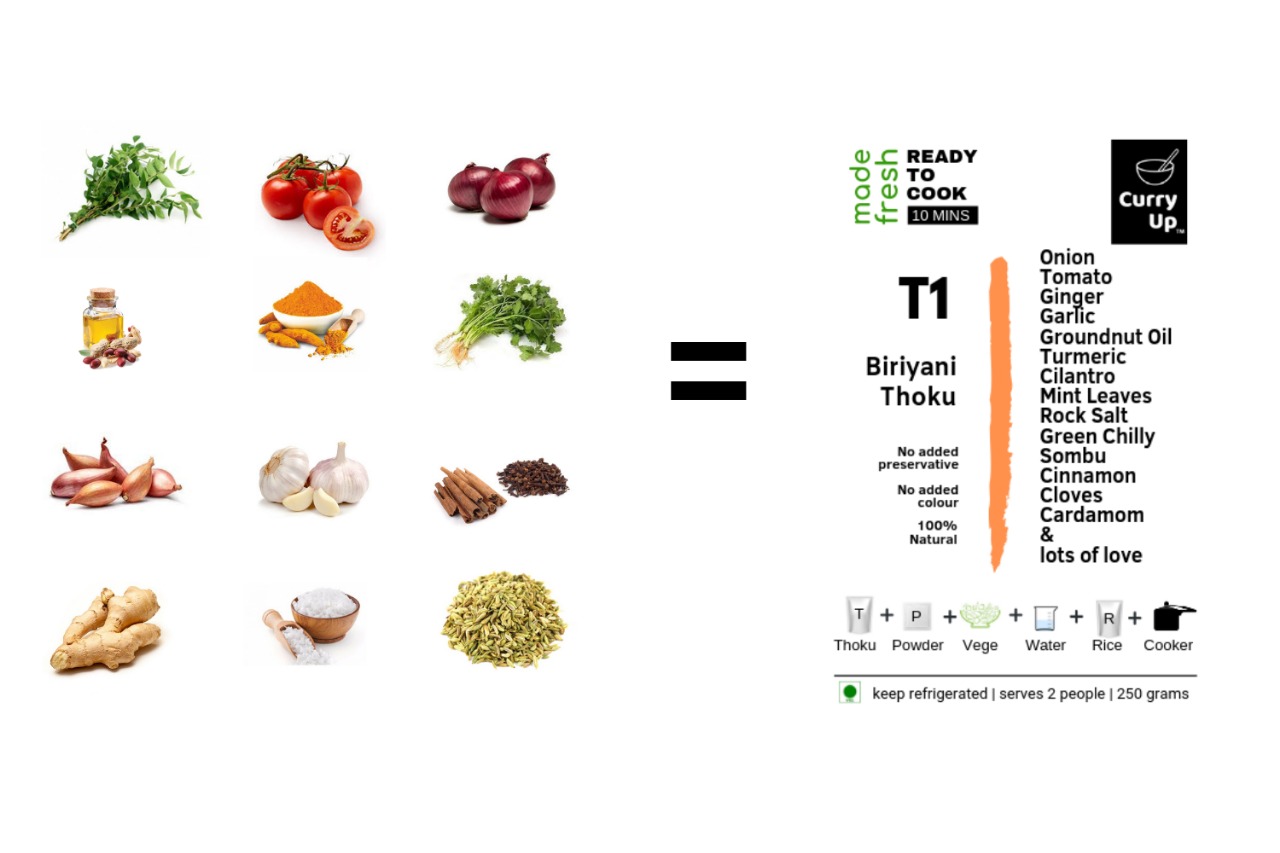 made
fresh
READY
TO
COOK
10 MINS
Curry
Up
TM
T1
Biriyani
Thoku
No added
preservative
No added
colour
100%
Natural
Onion
Tomato
Ginger
Garlic
Groundnut Oil
Turmeric
Cilantro
Mint Leaves
Rock Salt
Green Chilly
Sombu
Cinnamon
Cloves
Cardamom
&
lots of love
T + P + + + R +
Thoku Powder Vege Water Rice Cooker
keep refrigerated | serves 2 people | 250 grams